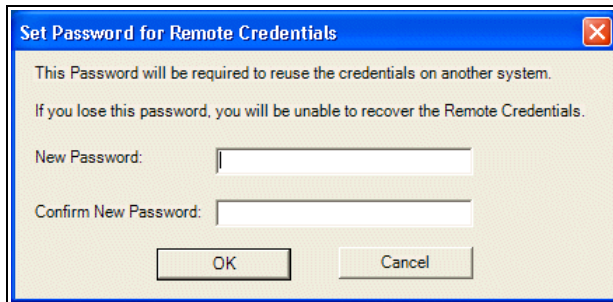 Set Password for Remote Credentials
This Password will be required to reuse the credentials on another system.
If you lose this password, you will be unable to recover the Remote Credentials.
New Password:
Confirm New Password:
OK Cancel